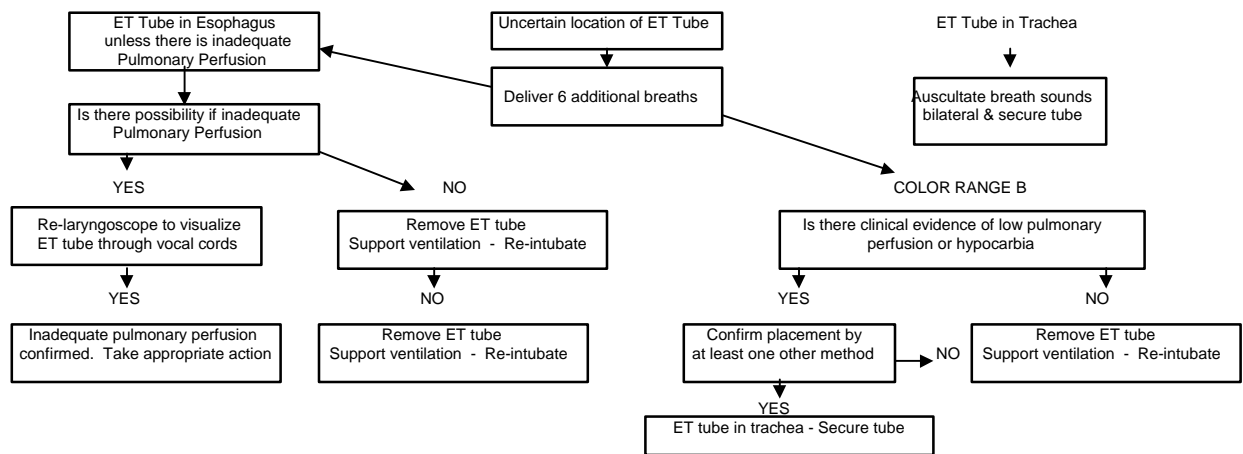 ET Tube in Esophagus
unless there is inadequate
Pulmonary Perfusion
Uncertain location of ET Tube
ET Tube in Trachea
Deliver 6 additional breaths
Auscultate breath sounds
bilateral & secure tube
Is there possibility if inadequate
Pulmonary Perfusion
YES
NO
COLOR RANGE B
Re-laryngoscope to visualize
ET tube through vocal cords
Remove ET tube
Support ventilation - Re-intubate
Is there clinical evidence of low pulmonary
perfusion or hypocarbia
YES
NO
YES
NO
Inadequate pulmonary perfusion
confirmed. Take appropriate action
Remove ET tube
Support ventilation - Re-intubate
Confirm placement by
at least one other method
NO
Remove ET tube
Support ventilation - Re-intubate
YES
ET tube in trachea - Secure tube